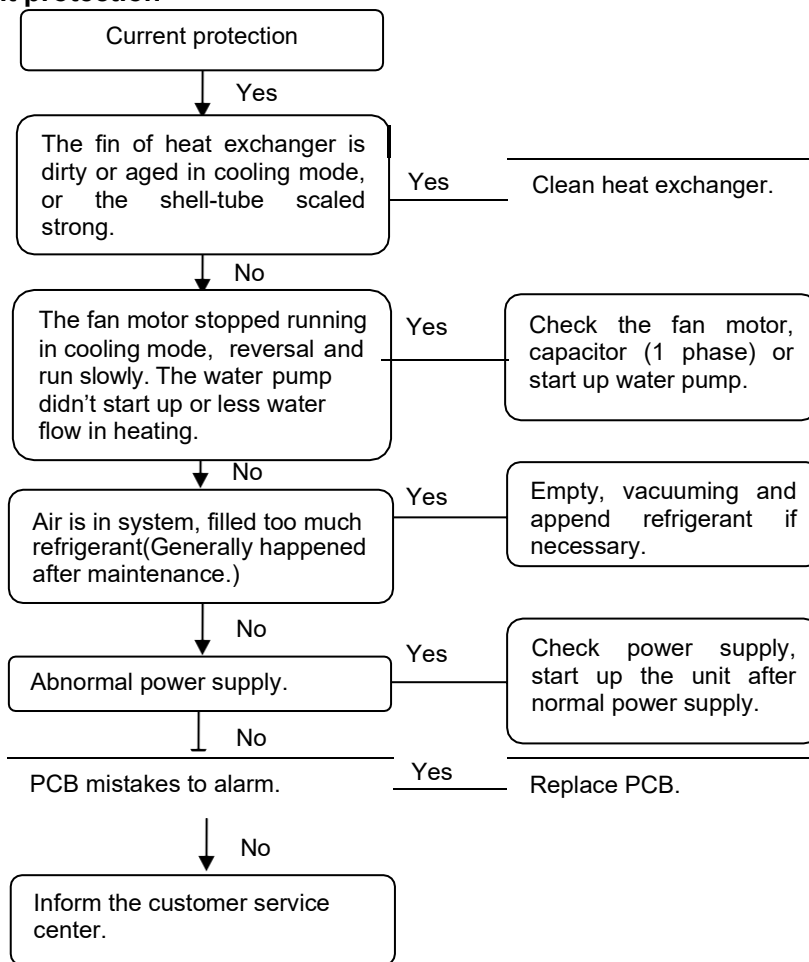 protection
Current protection
Yes
The fin of heat exchanger is
dirty or aged in cooling mode,
or the shell-tube scaled
strong.
Yes
Clean heat exchanger.
No
The fan motor stopped running
in cooling mode, reversal and
run slowly. The water pump
didn't start up or less water
flow in heating.
Yes
Check the fan motor,
capacitor (1 phase) or
start up water pump.
No
Air is in system, filled too much
refrigerant(Generally happened
after maintenance.)
Yes
Empty, vacuuming and
append refrigerant if
necessary.
No
Abnormal power supply.
Yes
Check power supply,
start up the unit after
normal power supply.
No
PCB mistakes to alarm.
Yes
Replace PCB.
No
Inform the customer service
center.